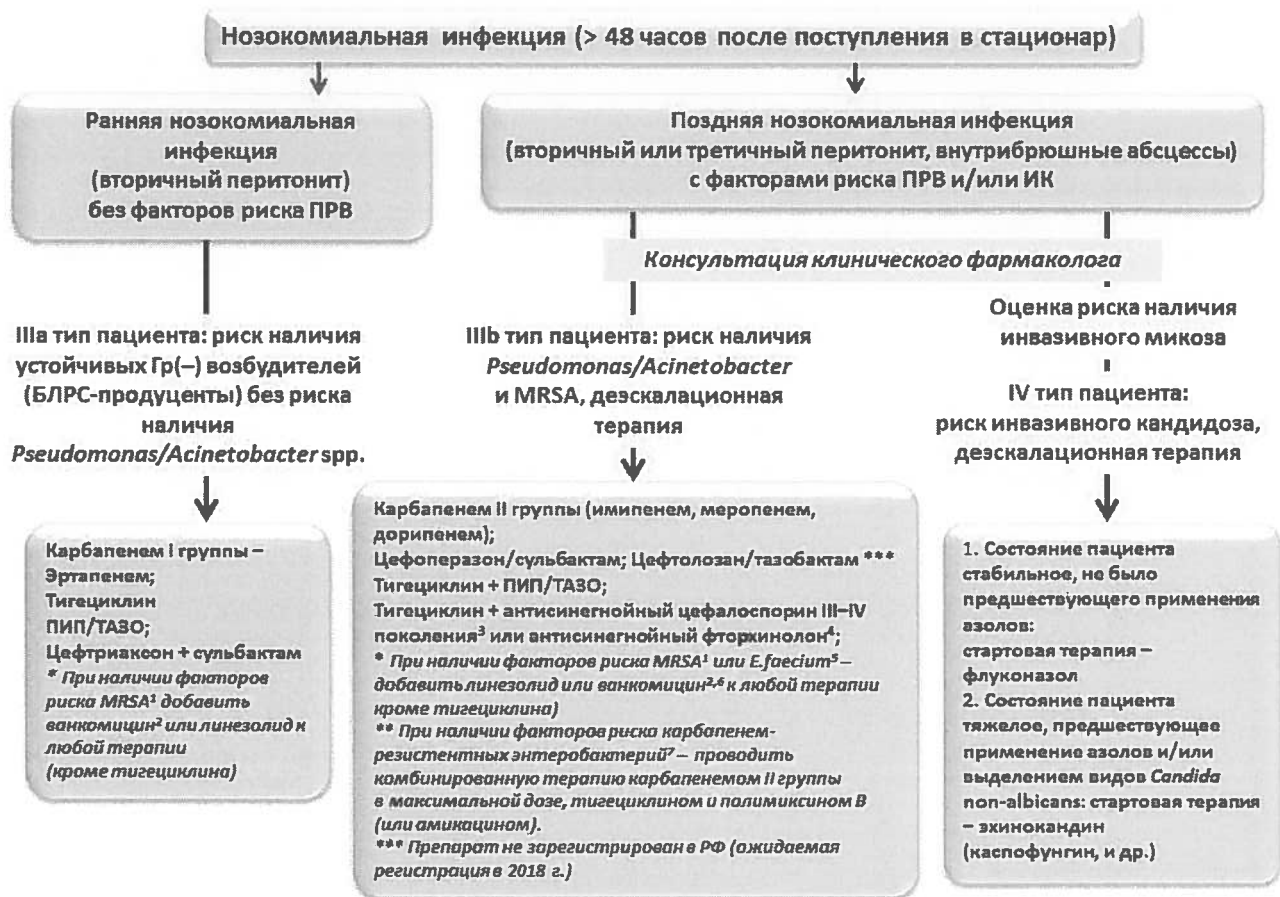 Нозокомиальная инфекция (> 48 часов после поступления в стационар)
Ранняя нозокомиальная
инфекция
(вторичный перитонит)
без факторов риска ПРВ
Поздняя нозокомиальная инфекция
(вторичный или третичный перитонит, внутрибрюшные абсцессы)
с факторами риска ПРВ и/или ИК
Консультация клинического фармаколога
IIIa тип пациента: риск наличия
устойчивых Гр(–) возбудителей
(БЛРС-продуценты) без риска
наличия
Pseudomonas/Acinetobacter spp.
IIIb тип пациента: риск наличия
Pseudomonas/Acinetobacter
и MRSA, деэскалационная
терапия
Оценка риска наличия
инвазивного микоза
IV тип пациента:
риск инвазивного кандидоза,
деэскалационная терапия
Карбапенем I группы –
Эртапенем;
Тигециклин
ПИП/ТАЗО;
Цефтриаксон + сульбактам
* При наличии факторов
риска MRSA¹ добавить
ванкомицин² или линезолид к
любой терапии
(кроме тигециклина)
Карбапенем II группы (имипенем, меропенем,
дорипенем);
Цефоперазон/сульбактам; Цефтолозан/тазобактам ***
Тигециклин + ПИП/ТАЗО;
Тигециклин + антисинегнойный цефалоспорин III–IV
поколения³ или антисинегнойный фторхинолон⁴;
* При наличии факторов риска MRSA¹ или E.faecium⁵ –
добавить линезолид или ванкомицин²,⁶ к любой терапии
кроме тигециклина)
** При наличии факторов риска карбапенем-
резистентных энтеробактерий⁷ – проводить
комбинированную терапию карбапенемом II группы
в максимальной дозе, тигециклином и полимиксином В
(или амикацином).
*** Препарат не зарегистрирован в РФ (ожидаемая
регистрация в 2018 г.)
1. Состояние пациента
стабильное, не было
предшествующего применения
азолов:
стартовая терапия –
флуконазол
2. Состояние пациента
тяжелое, предшествующее
применение азолов и/или
выделением видов Candida
non-albicans: стартовая терапия
– эхинокандин
(каспофунгин, и др.)